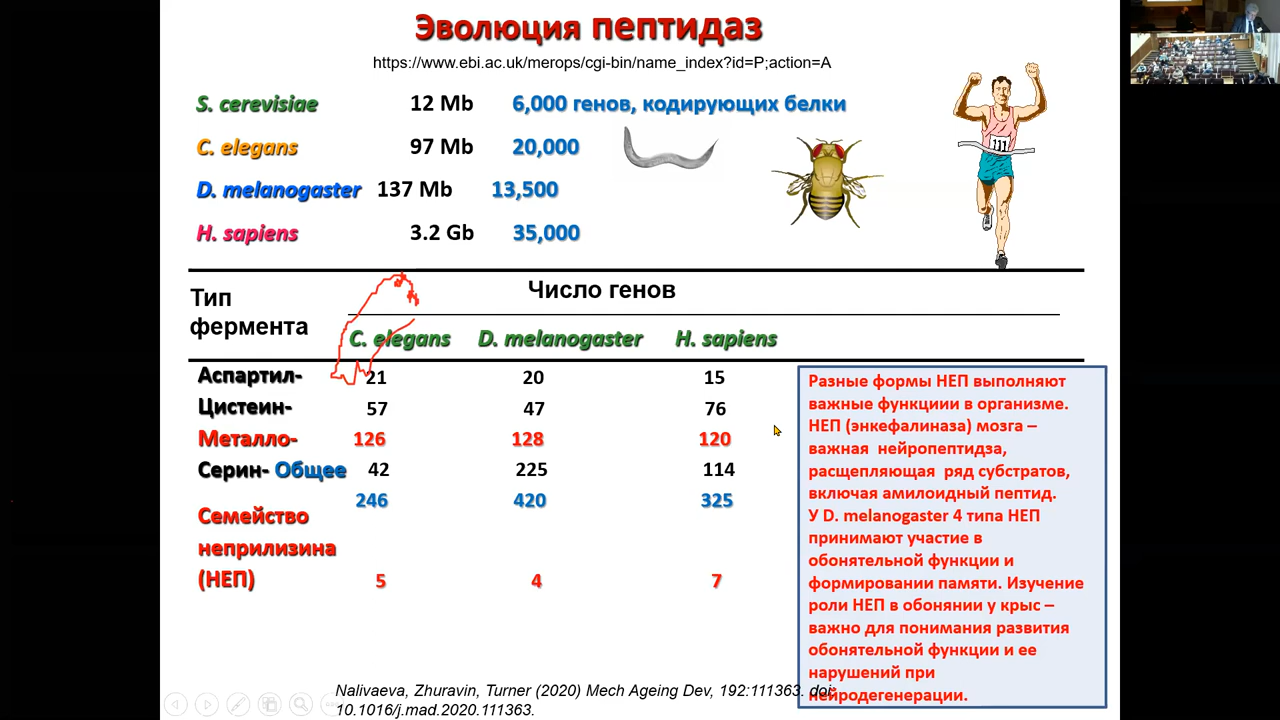 Эволюция пептидаз
https://www.ebi.ac.uk/merops/cgi-bin/name_index?id=P;action=A
S. cerevisiae 12 Mb 6,000 генов, кодирующих белки
C. elegans 97 Mb 20,000
D. melanogaster 137 Mb 13,500
H. sapiens 3.2 Gb 35,000
111
Тип
фермента
Число генов
C. elegans D. melanogaster H. sapiens
Аспартил- 21 20 15
Цистеин- 57 47 76
Металло- 126 128 120
Серин- Общее 42 225 114
246 420 325
Семейство
неприлизина
(НЕП) 5 4 7
Разные формы НЕП выполняют
важные функциии в организме.
НЕП (энкефалиназа) мозга –
важная нейропептидза,
расщепляющая ряд субстратов,
включая амилоидный пептид.
У D. melanogaster 4 типа НЕП
принимают участие в
обонятельной функции и
формировании памяти. Изучение
роли НЕП в обонянии у крыс –
важно для понимания развития
обонятельной функции и ее
нарушений при
нейродегенерации.
Nalivaeva, Zhuravin, Turner (2020) Mech Ageing Dev, 192:111363. doi:
10.1016/j.mad.2020.111363.